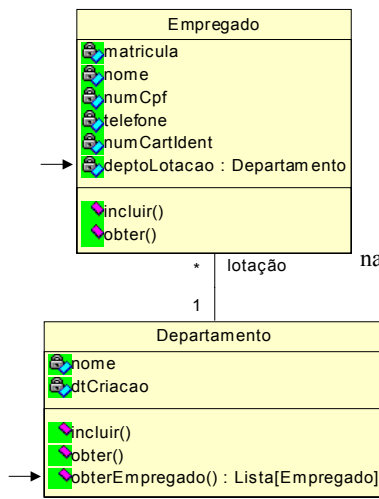 Empregado
matricula
nome
numCpf
telefone
numCartIdent
deptoLotacao : Departamento
incluir()
obter()
* lotação
na
1
Departamento
nome
dtCriacao
incluir()
obter()
obterEmpregado() : Lista[Empregado]